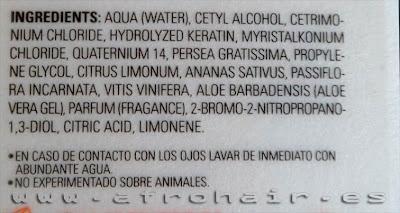 INGREDIENTS: AQUA (WATER), CETYL ALCOHOL, CETRIMO-
NIUM CHLORIDE, HYDROLYZED KERATIN, MYRISTALKONIUM
CHLORIDE, QUATERNIUM 14, PERSEA GRATISSIMA, PROPYLE-
NE GLYCOL, CITRUS LIMONUM, ANANAS SATIVUS, PASSIFLO-
RA INCARNATA, VITIS VINIFERA, ALOE BARBADENSIS (ALOE
VERA GEL), PARFUM (FRAGANCE), 2-BROMO-2-NITROPROPANO-
1,3-DIOL, CITRIC ACID, LIMONENE.
•EN CASO DE CONTACTO CON LOS OJOS LAVAR DE INMEDIATO CON
ABUNDANTE AGUA.
•NO EXPERIMENTADO SOBRE ANIMALES.
www.afrohair.es